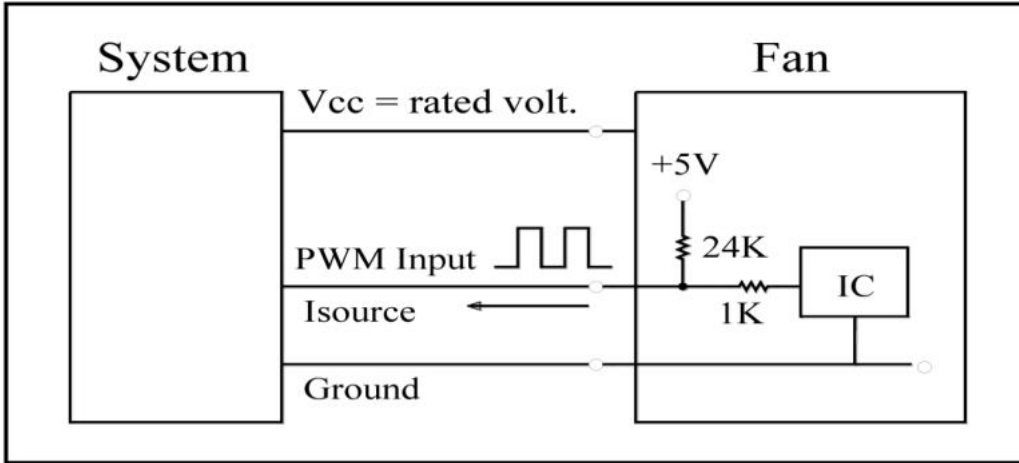 System
Fan
Vcc = rated volt.
+5V
24K
PWM Input
IC
1K
Isource
Ground